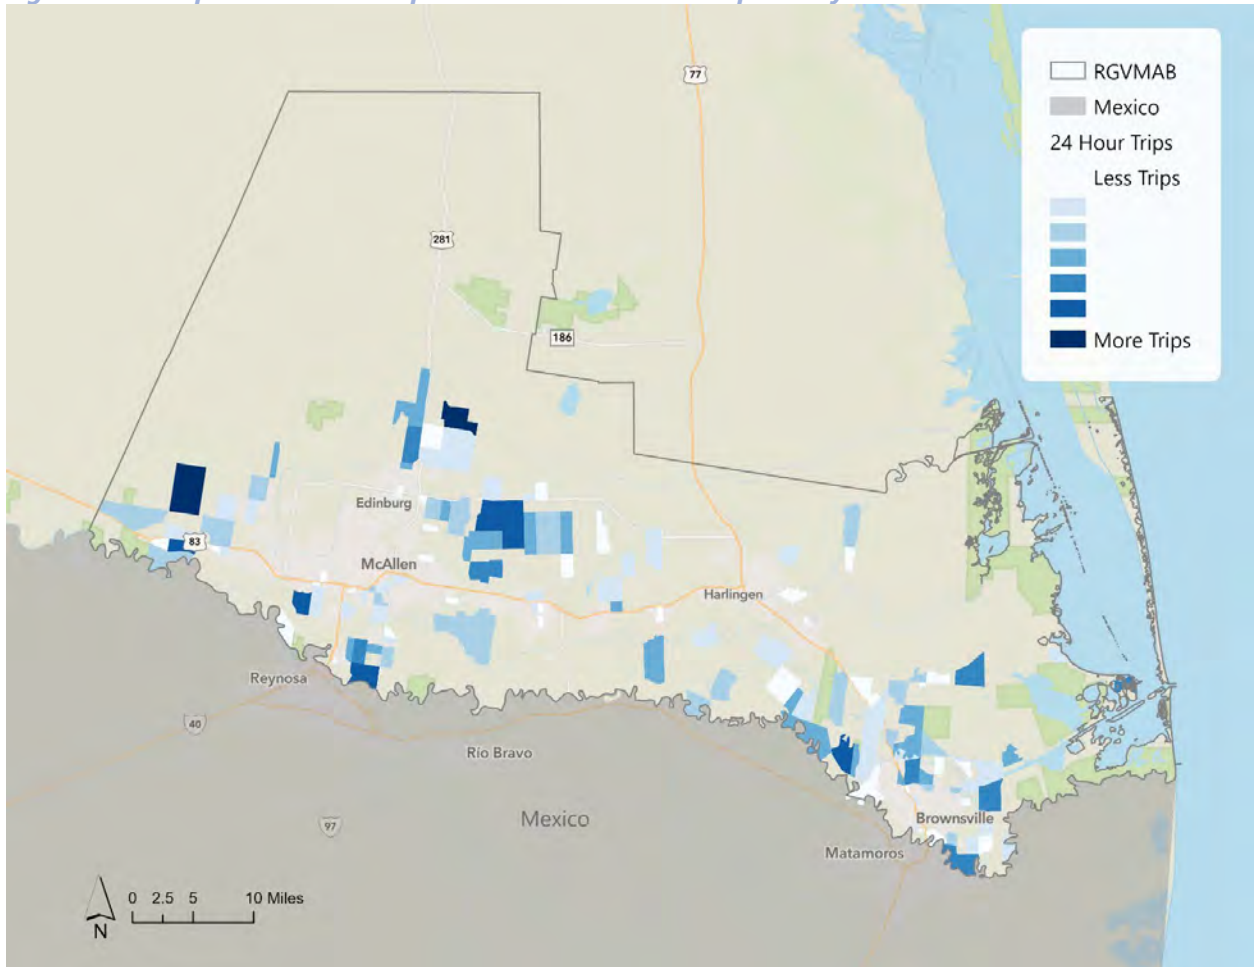 77
RGVMAB
Mexico
24 Hour Trips
Less Trips
More Trips
281
186
Edinburg
83
McAllen
Harlingen
Reynosa
40
Río Bravo
97
Mexico
Brownsville
Matamoros
0 2.5 5 10 Miles
N